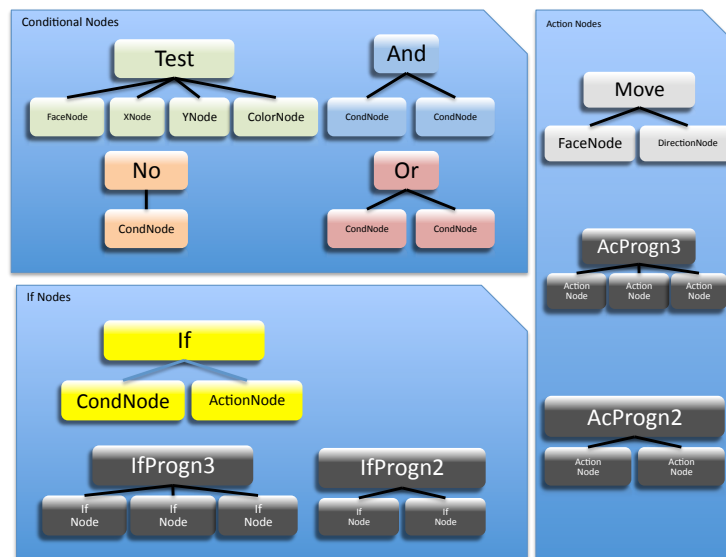 Conditional Nodes
Test
FaceNode XNode YNode ColorNode
And
CondNode CondNode
No
CondNode
Or
CondNode CondNode
If Nodes
If
CondNode ActionNode
IfProgn3
If Node
If Node
If Node
IfProgn2
If Node
If Node
Action Nodes
Move
FaceNode DirectionNode
AcProgn3
Action Node
Action Node
Action Node
AcProgn2
Action Node
Action Node